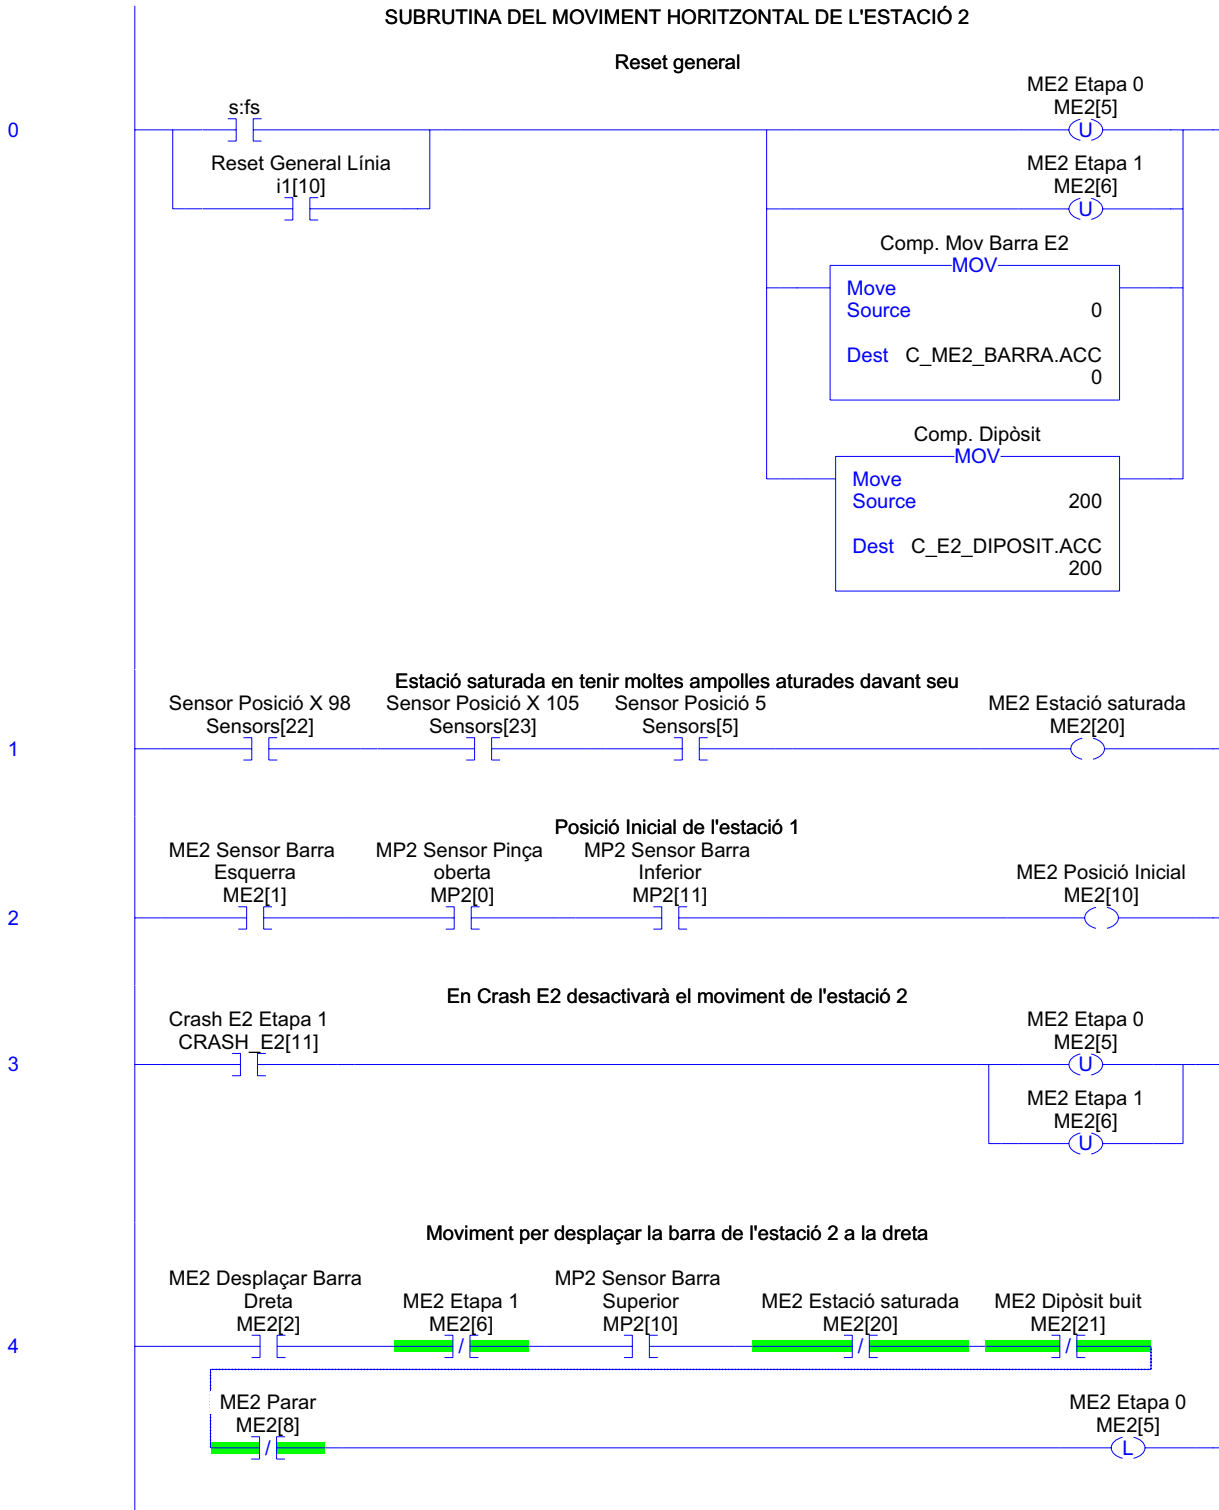 SUBRUTINA DEL MOVIMENT HORITZONTAL DE L'ESTACIÓ 2
Reset general
0
s:fs
Reset General Línia
i1[10]
ME2 Etapa 0
ME2[5]
U
ME2 Etapa 1
ME2[6]
U
Comp. Mov Barra E2
MOV
Move
Source 0
Dest C_ME2_BARRA.ACC
0
Comp. Dipòsit
MOV
Move
Source 200
Dest C_E2_DIPOSIT.ACC
200
Estació saturada en tenir moltes ampolles aturades davant seu
1
Sensor Posició X 98
Sensors[22]
Sensor Posició X 105
Sensors[23]
Sensor Posició 5
Sensors[5]
ME2 Estació saturada
ME2[20]
Posició Inicial de l'estació 1
2
ME2 Sensor Barra
Esquerra
ME2[1]
MP2 Sensor Pinça
oberta
MP2[0]
MP2 Sensor Barra
Inferior
MP2[11]
ME2 Posició Inicial
ME2[10]
En Crash E2 desactivarà el moviment de l'estació 2
3
Crash E2 Etapa 1
CRASH_E2[11]
ME2 Etapa 0
ME2[5]
U
ME2 Etapa 1
ME2[6]
U
Moviment per desplaçar la barra de l'estació 2 a la dreta
4
ME2 Desplaçar Barra
Dreta
ME2[2]
ME2 Etapa 1
ME2[6]
/
MP2 Sensor Barra
Superior
MP2[10]
ME2 Estació saturada
ME2[20]
/
ME2 Dipòsit buit
ME2[21]
/
ME2 Parar
ME2[8]
/
ME2 Etapa 0
ME2[5]
L